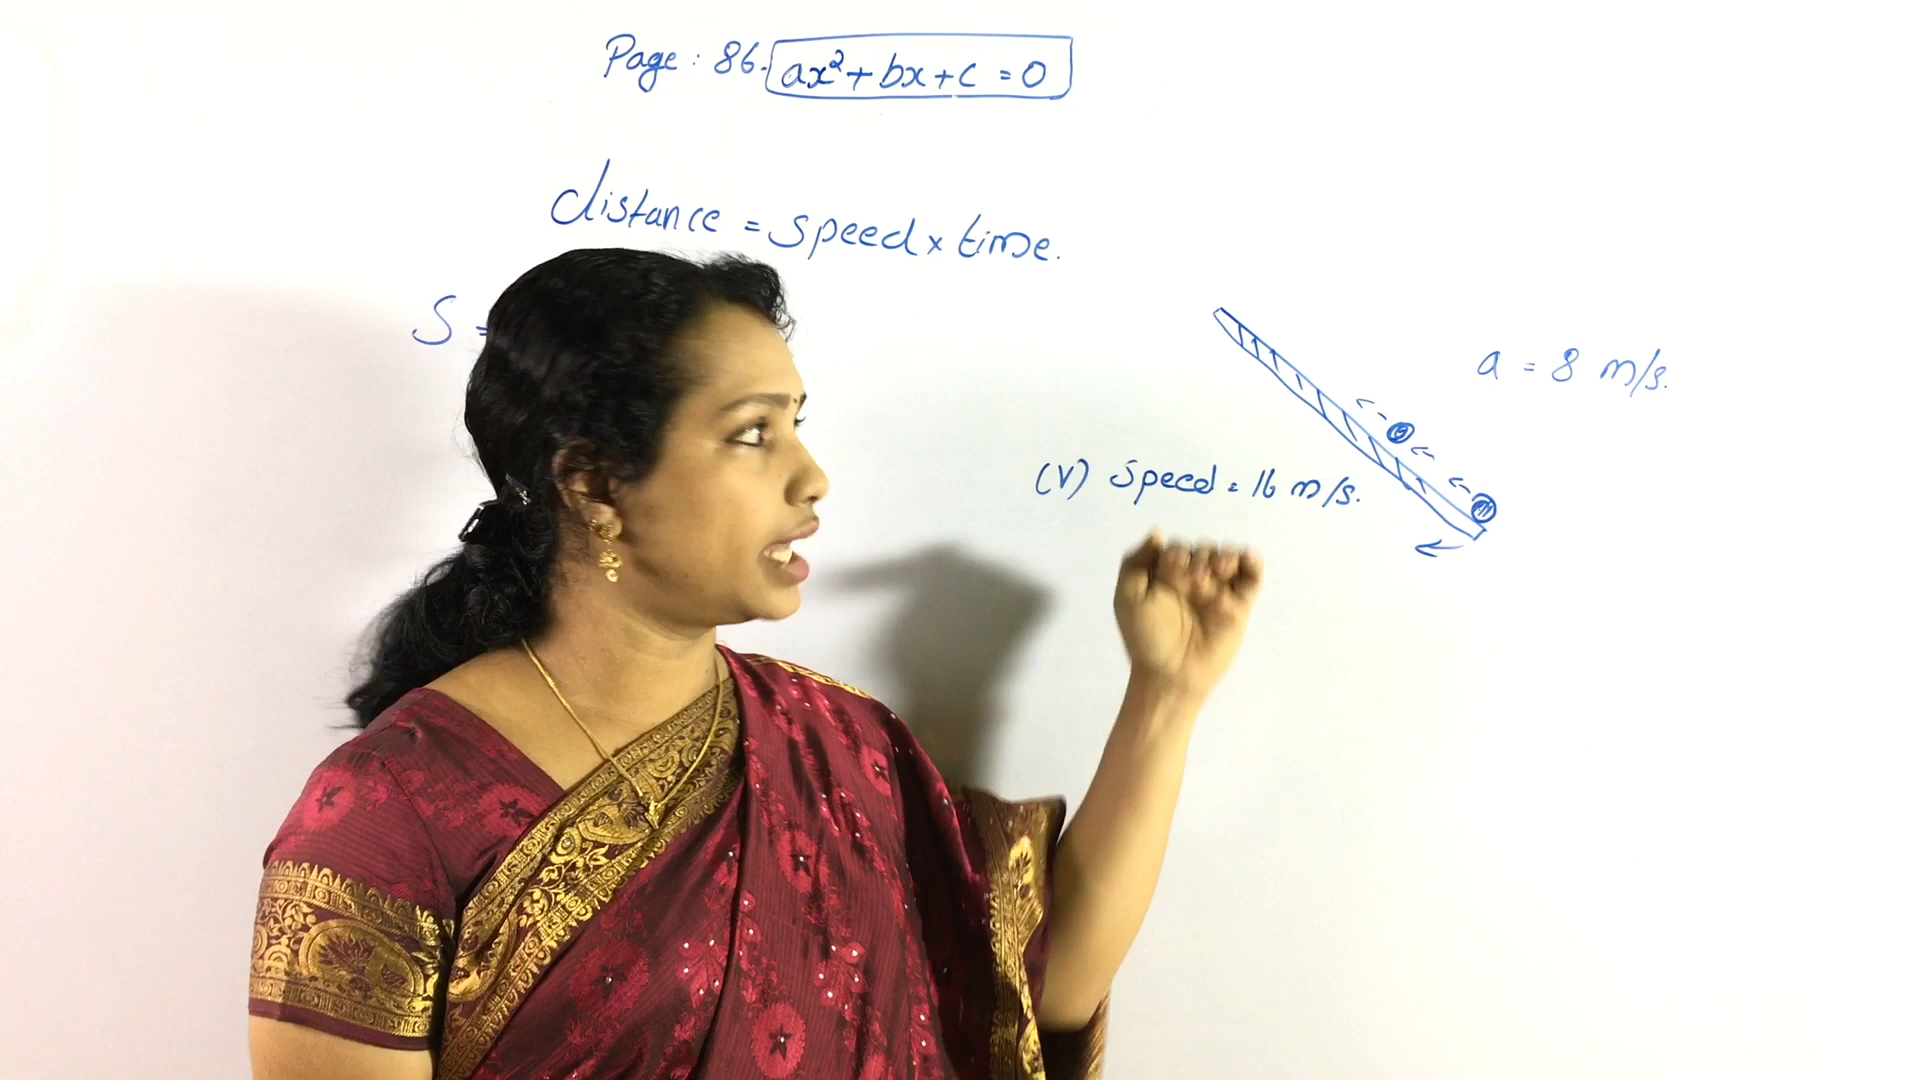 Page : 86. ax²+bx+c = 0
distance = speed × time.
S =
a = 8 m/s.
(V) Speed = 16 m/s.